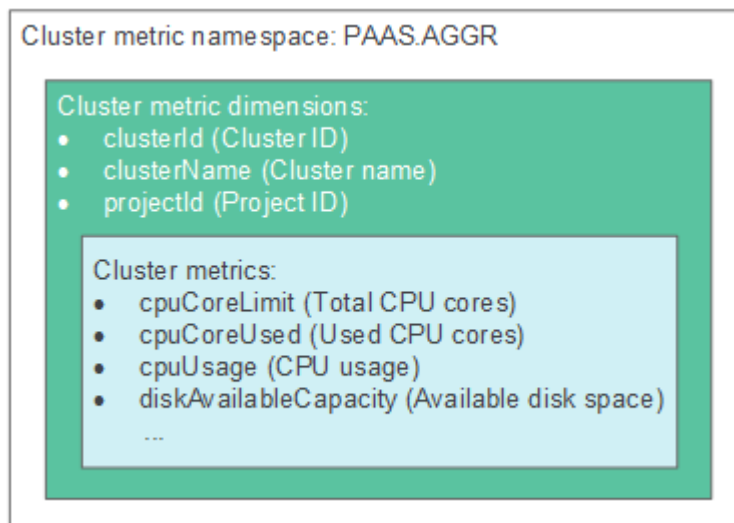 Cluster metric namespace: PAAS.AGGR
Cluster metric dimensions:
• clusterId (Cluster ID)
• clusterName (Cluster name)
• projectId (Project ID)
Cluster metrics:
• cpuCoreLimit (Total CPU cores)
• cpuCoreUsed (Used CPU cores)
• cpuUsage (CPU usage)
• diskAvailableCapacity (Available disk space)
...